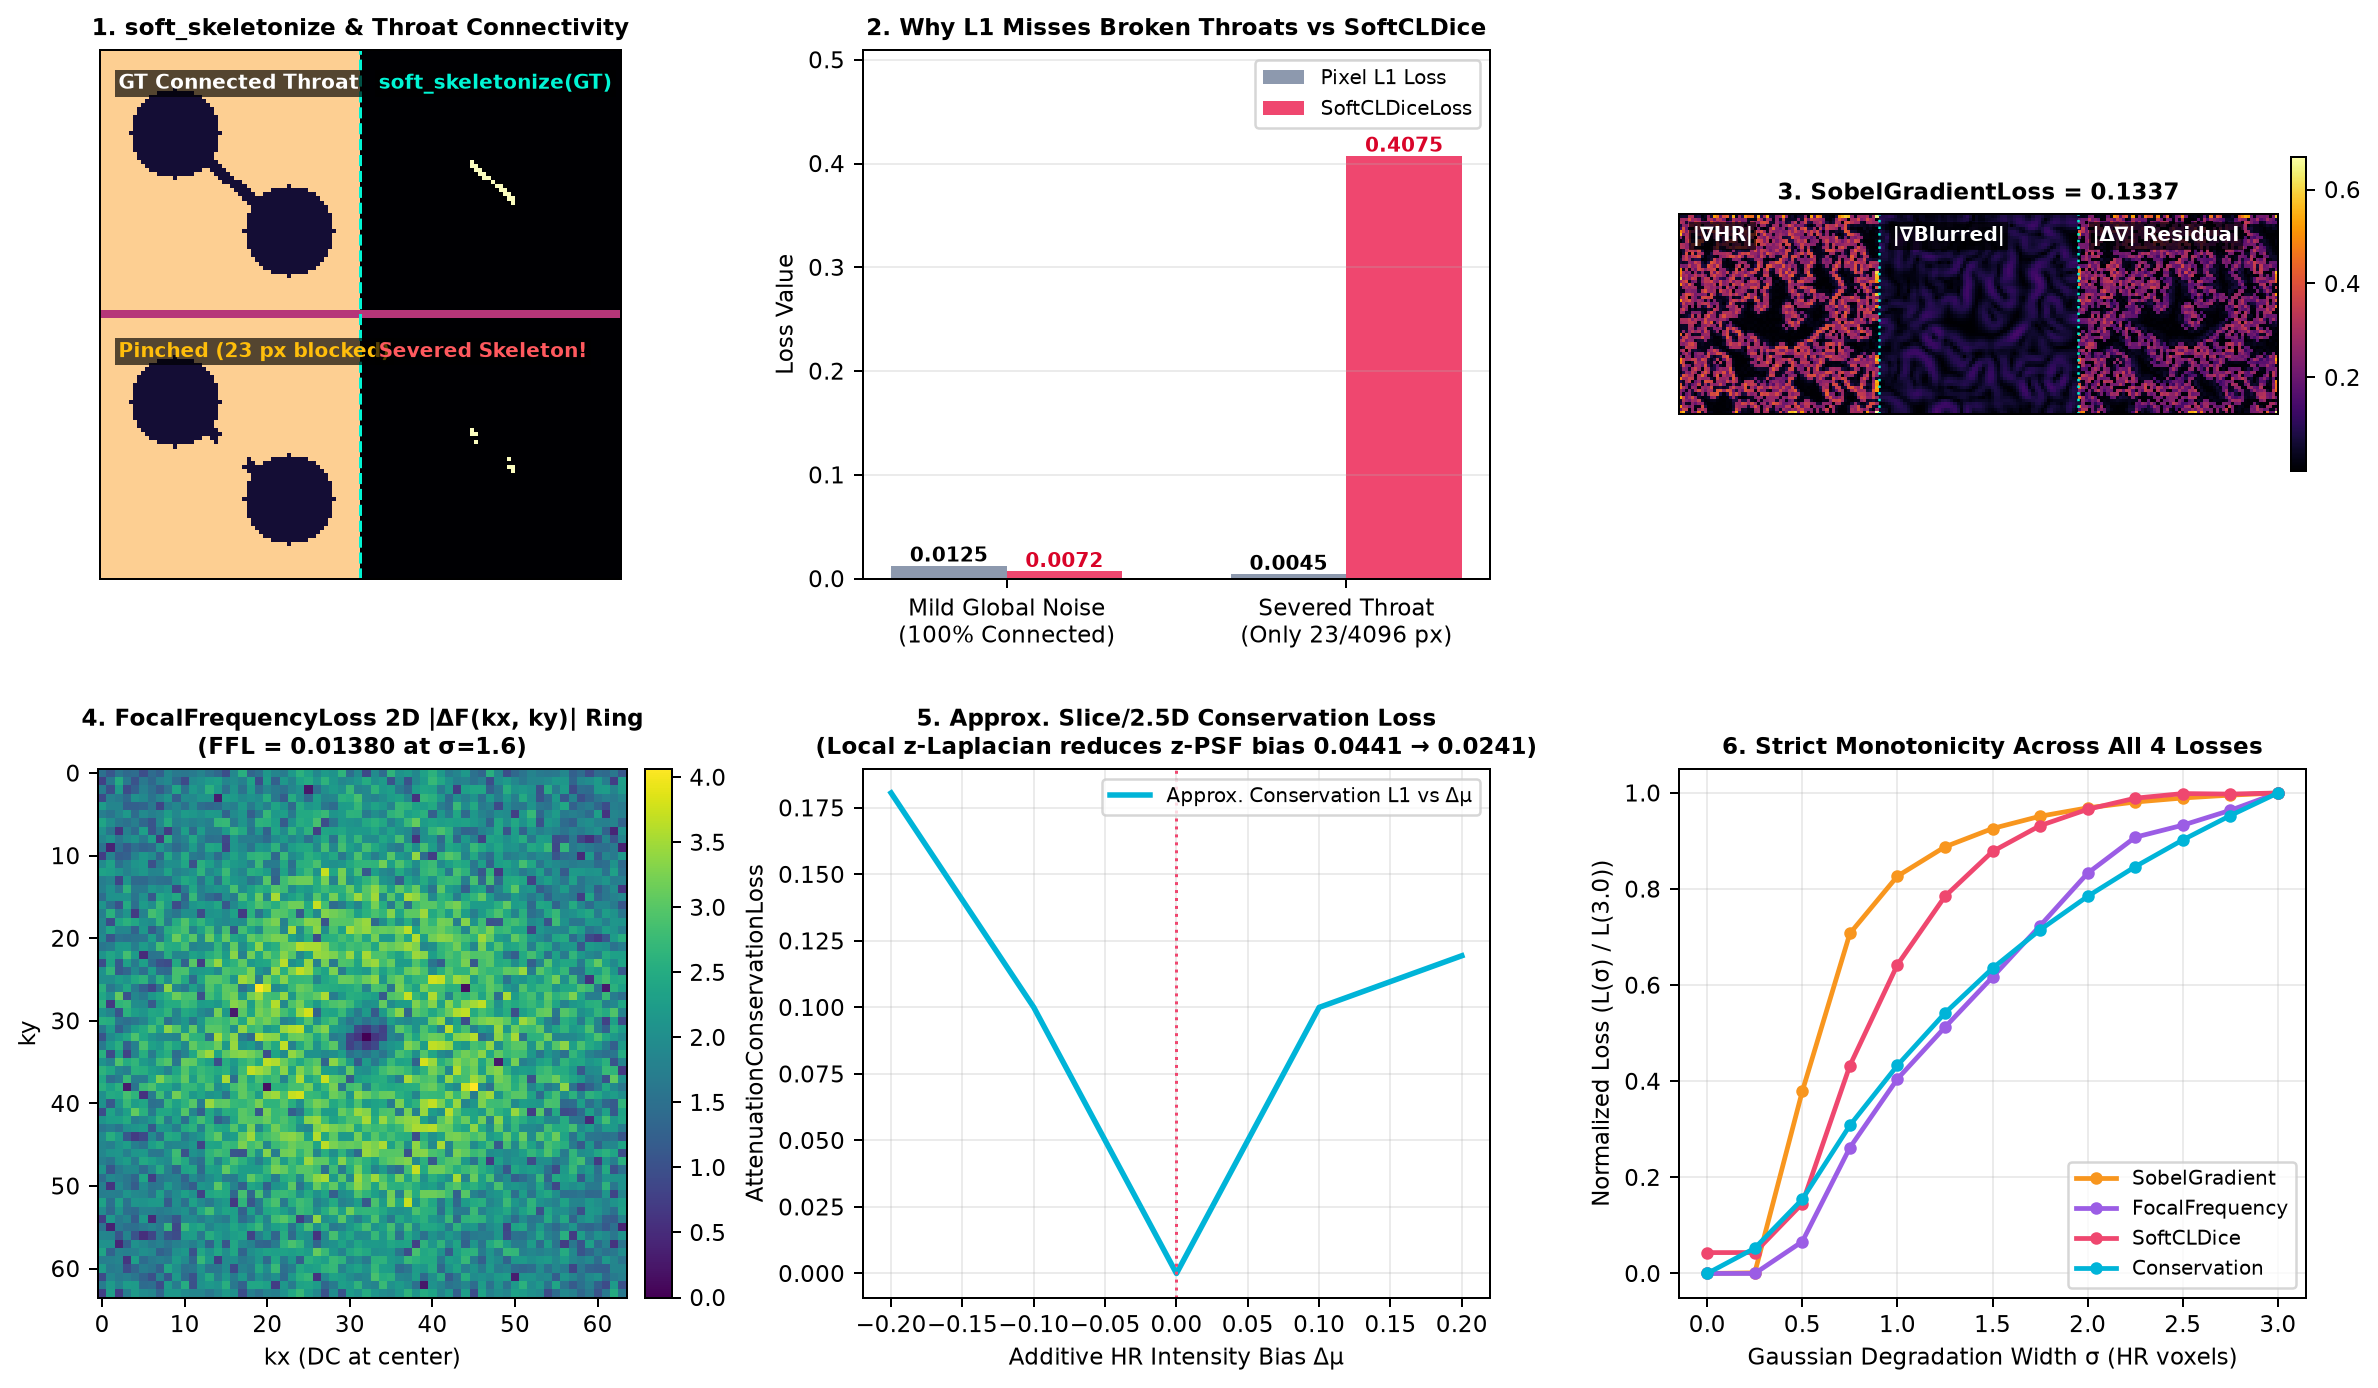 1. soft_skeletonize & Throat Connectivity
GT Connected Throat
soft_skeletonize(GT)
Pinched (23 px blocked)
Severed Skeleton!
2. Why L1 Misses Broken Throats vs SoftCLDice
Pixel L1 Loss
SoftCLDiceLoss
Loss Value
0.5
0.4
0.3
0.2
0.1
0.0
0.0125
0.0072
0.0045
0.4075
Mild Global Noise
(100% Connected)
Severed Throat
(Only 23/4096 px)
3. SobelGradientLoss = 0.1337
|∇HR|
|∇Blurred|
|Δ∇| Residual
0.6
0.4
0.2
4. FocalFrequencyLoss 2D |ΔF(kx, ky)| Ring
(FFL = 0.01380 at σ=1.6)
ky
0
10
20
30
40
50
60
0 10 20 30 40 50 60
kx (DC at center)
4.0
3.5
3.0
2.5
2.0
1.5
1.0
0.5
0.0
5. Approx. Slice/2.5D Conservation Loss
(Local z-Laplacian reduces z-PSF bias 0.0441 → 0.0241)
Approx. Conservation L1 vs Δμ
AttenuationConservationLoss
0.175
0.150
0.125
0.100
0.075
0.050
0.025
0.000
−0.20 −0.15 −0.10 −0.05 0.00 0.05 0.10 0.15 0.20
Additive HR Intensity Bias Δμ
6. Strict Monotonicity Across All 4 Losses
Normalized Loss (L(σ) / L(3.0))
1.0
0.8
0.6
0.4
0.2
0.0
SobelGradient
FocalFrequency
SoftCLDice
Conservation
0.0 0.5 1.0 1.5 2.0 2.5 3.0
Gaussian Degradation Width σ (HR voxels)